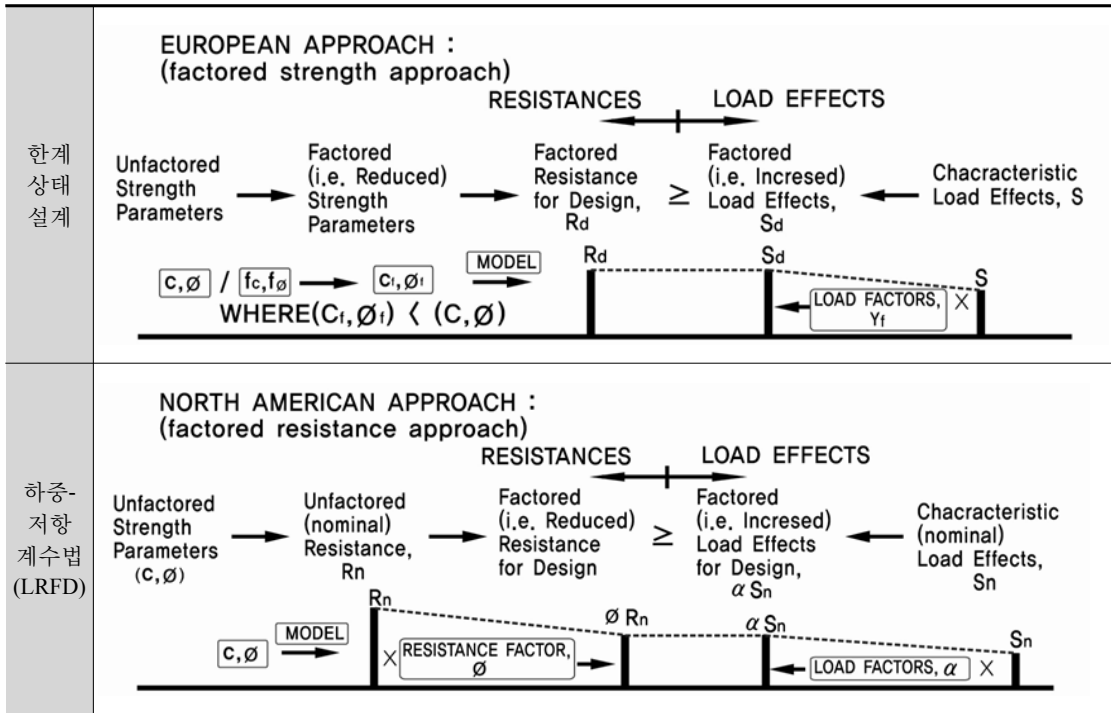 한계
상태
설계
EUROPEAN APPROACH :
(factored strength approach)
RESISTANCES LOAD EFFECTS
Unfactored
Strength
Parameters
Factored
(i.e. Reduced)
Strength
Parameters
Factored
Resistance
for Design,
Rd
≥
Factored
(i.e. Incresed)
Load Effects,
Sd
Chacracteristic
Load Effects, S
C,Ø / fc,fØ
Cf,Øf
MODEL
Rd
Sd
S
LOAD FACTORS,
Yf
X
WHERE(Cf,Øf) < (C,Ø)
하중-
저항
계수법
(LRFD)
NORTH AMERICAN APPROACH :
(factored resistance approach)
RESISTANCES LOAD EFFECTS
Unfactored
Strength
Parameters
(C,Ø)
Unfactored
(nominal)
Resistance,
Rn
Factored
(i.e. Reduced)
Resistance
for Design
≥
Factored
(i.e. Incresed)
Load Effects
for Design,
α Sn
Chacracteristic
(nominal)
Load Effects,
Sn
C,Ø
MODEL
Rn
X
RESISTANCE FACTOR,
Ø
Ø Rn
α Sn
LOAD FACTORS, α
X
Sn